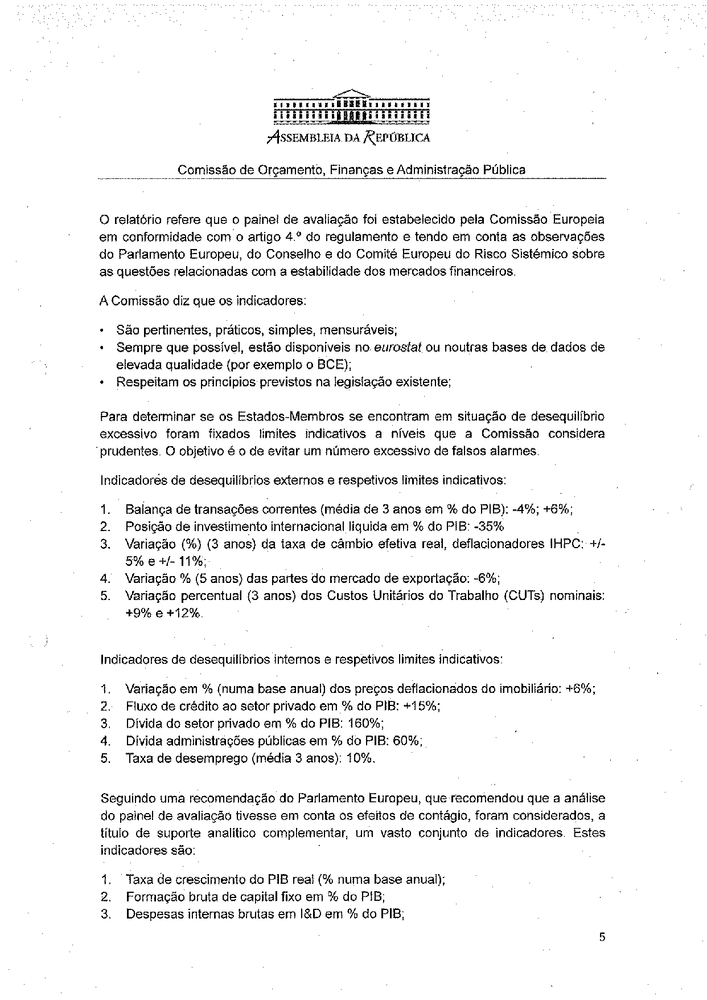 ASSEMBLEIA DA REPÚBLICA
Comissão de Orçamento, Finanças e Administração Pública
O relatório refere que o painel de avaliação foi estabelecido pela Comissão Europeia
em conformidade com o artigo 4.º do regulamento e tendo em conta as observações
do Parlamento Europeu, do Conselho e do Comité Europeu do Risco Sistémico sobre
as questões relacionadas com a estabilidade dos mercados financeiros.
A Comissão diz que os indicadores:
• São pertinentes, práticos, simples, mensuráveis;
• Sempre que possível, estão disponíveis no eurostat ou noutras bases de dados de
elevada qualidade (por exemplo o BCE);
• Respeitam os princípios previstos na legislação existente;
Para determinar se os Estados-Membros se encontram em situação de desequilíbrio
excessivo foram fixados limites indicativos a níveis que a Comissão considera
prudentes. O objetivo é o de evitar um número excessivo de falsos alarmes.
Indicadores de desequilíbrios externos e respetivos limites indicativos:
1. Balança de transações correntes (média de 3 anos em % do PIB): -4%; +6%;
2. Posição de investimento internacional liquida em % do PIB: -35%
3. Variação (%) (3 anos) da taxa de câmbio efetiva real, deflacionadores IHPC: +/-
5% e +/- 11%;
4. Variação % (5 anos) das partes do mercado de exportação: -6%;
5. Variação percentual (3 anos) dos Custos Unitários do Trabalho (CUTs) nominais:
+9% e +12%.
Indicadores de desequilíbrios internos e respetivos limites indicativos:
1. Variação em % (numa base anual) dos preços deflacionados do imobiliário: +6%;
2. Fluxo de crédito ao setor privado em % do PIB: +15%;
3. Dívida do setor privado em % do PIB: 160%;
4. Dívida administrações públicas em % do PIB: 60%;
5. Taxa de desemprego (média 3 anos): 10%.
Seguindo uma recomendação do Parlamento Europeu, que recomendou que a análise
do painel de avaliação tivesse em conta os efeitos de contágio, foram considerados, a
título de suporte analítico complementar, um vasto conjunto de indicadores. Estes
indicadores são:
1. Taxa de crescimento do PIB real (% numa base anual);
2. Formação bruta de capital fixo em % do PIB;
3. Despesas internas brutas em I&D em % do PIB;
5